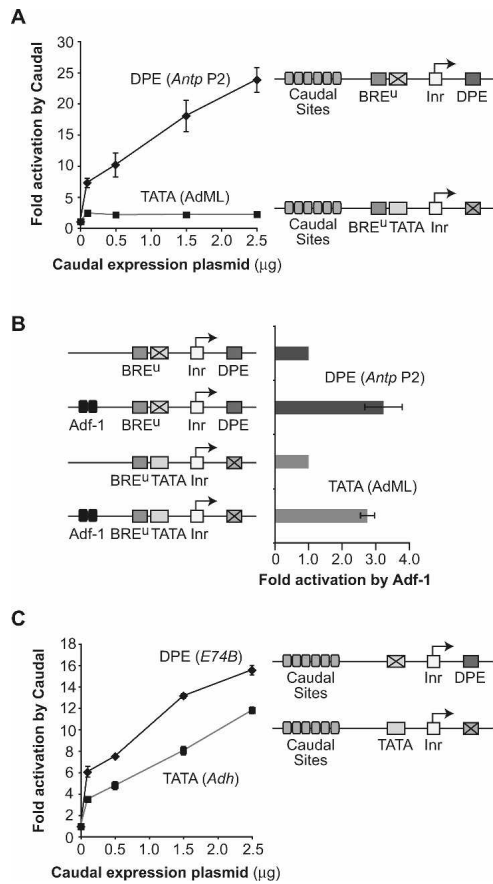 A
Fold activation by Caudal
30
25
20
15
10
5
0
DPE (Antp P2)
TATA (AdML)
0 0.5 1.0 1.5 2.0 2.5
Caudal expression plasmid (µg)
Caudal Sites
BREᵘ
Inr
DPE
Caudal Sites
BREᵘ TATA
Inr
B
BREᵘ
Inr
DPE
Adf-1
BREᵘ
Inr
DPE
BREᵘ TATA Inr
Adf-1
BREᵘ TATA Inr
DPE (Antp P2)
TATA (AdML)
0 1.0 2.0 3.0 4.0
Fold activation by Adf-1
C
Fold activation by Caudal
18
16
14
12
10
8
6
4
2
0
DPE (E74B)
TATA (Adh)
0 0.5 1.0 1.5 2.0 2.5
Caudal expression plasmid (µg)
Caudal Sites
Inr
DPE
Caudal Sites
TATA
Inr